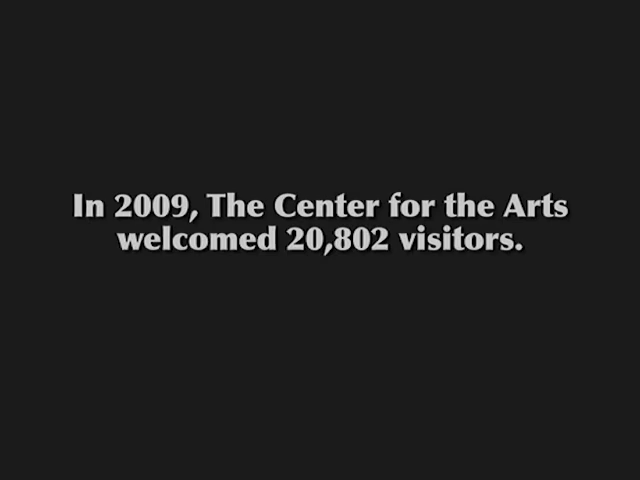 In 2009, The Center for the Arts
welcomed 20,802 visitors.